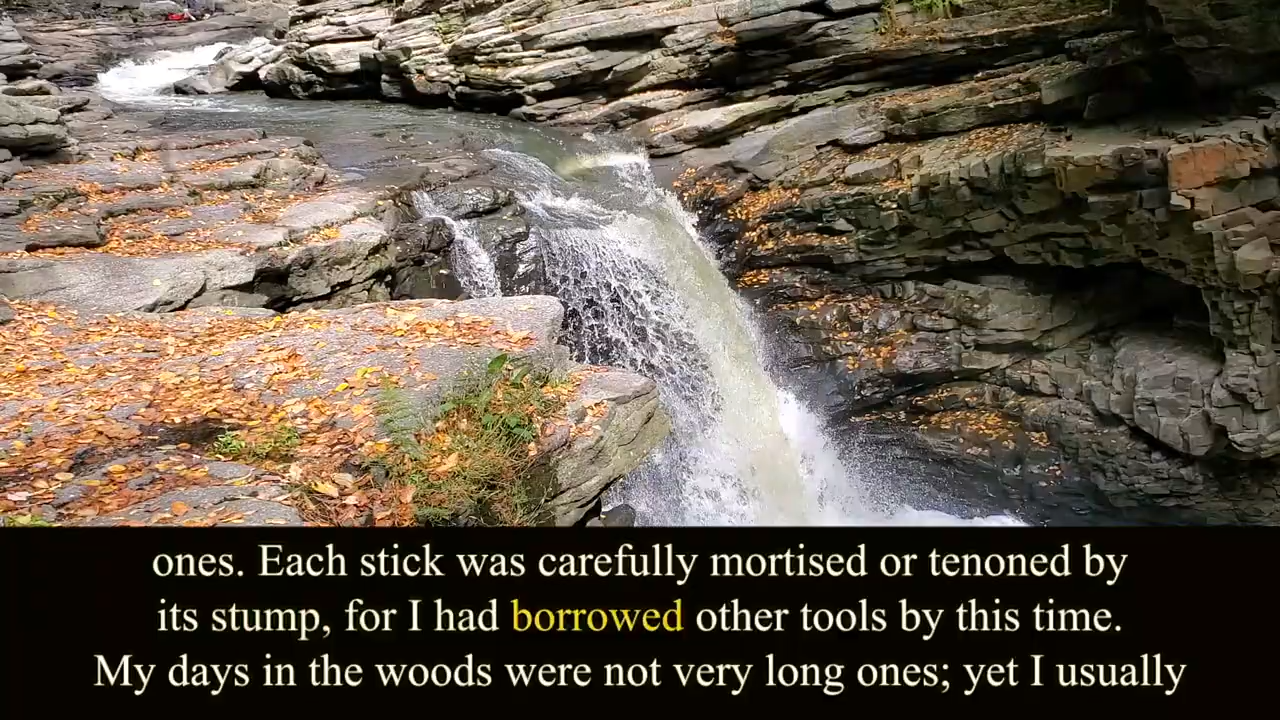 ones. Each stick was carefully mortised or tenoned by
its stump, for I had borrowed other tools by this time.
My days in the woods were not very long ones; yet I usually